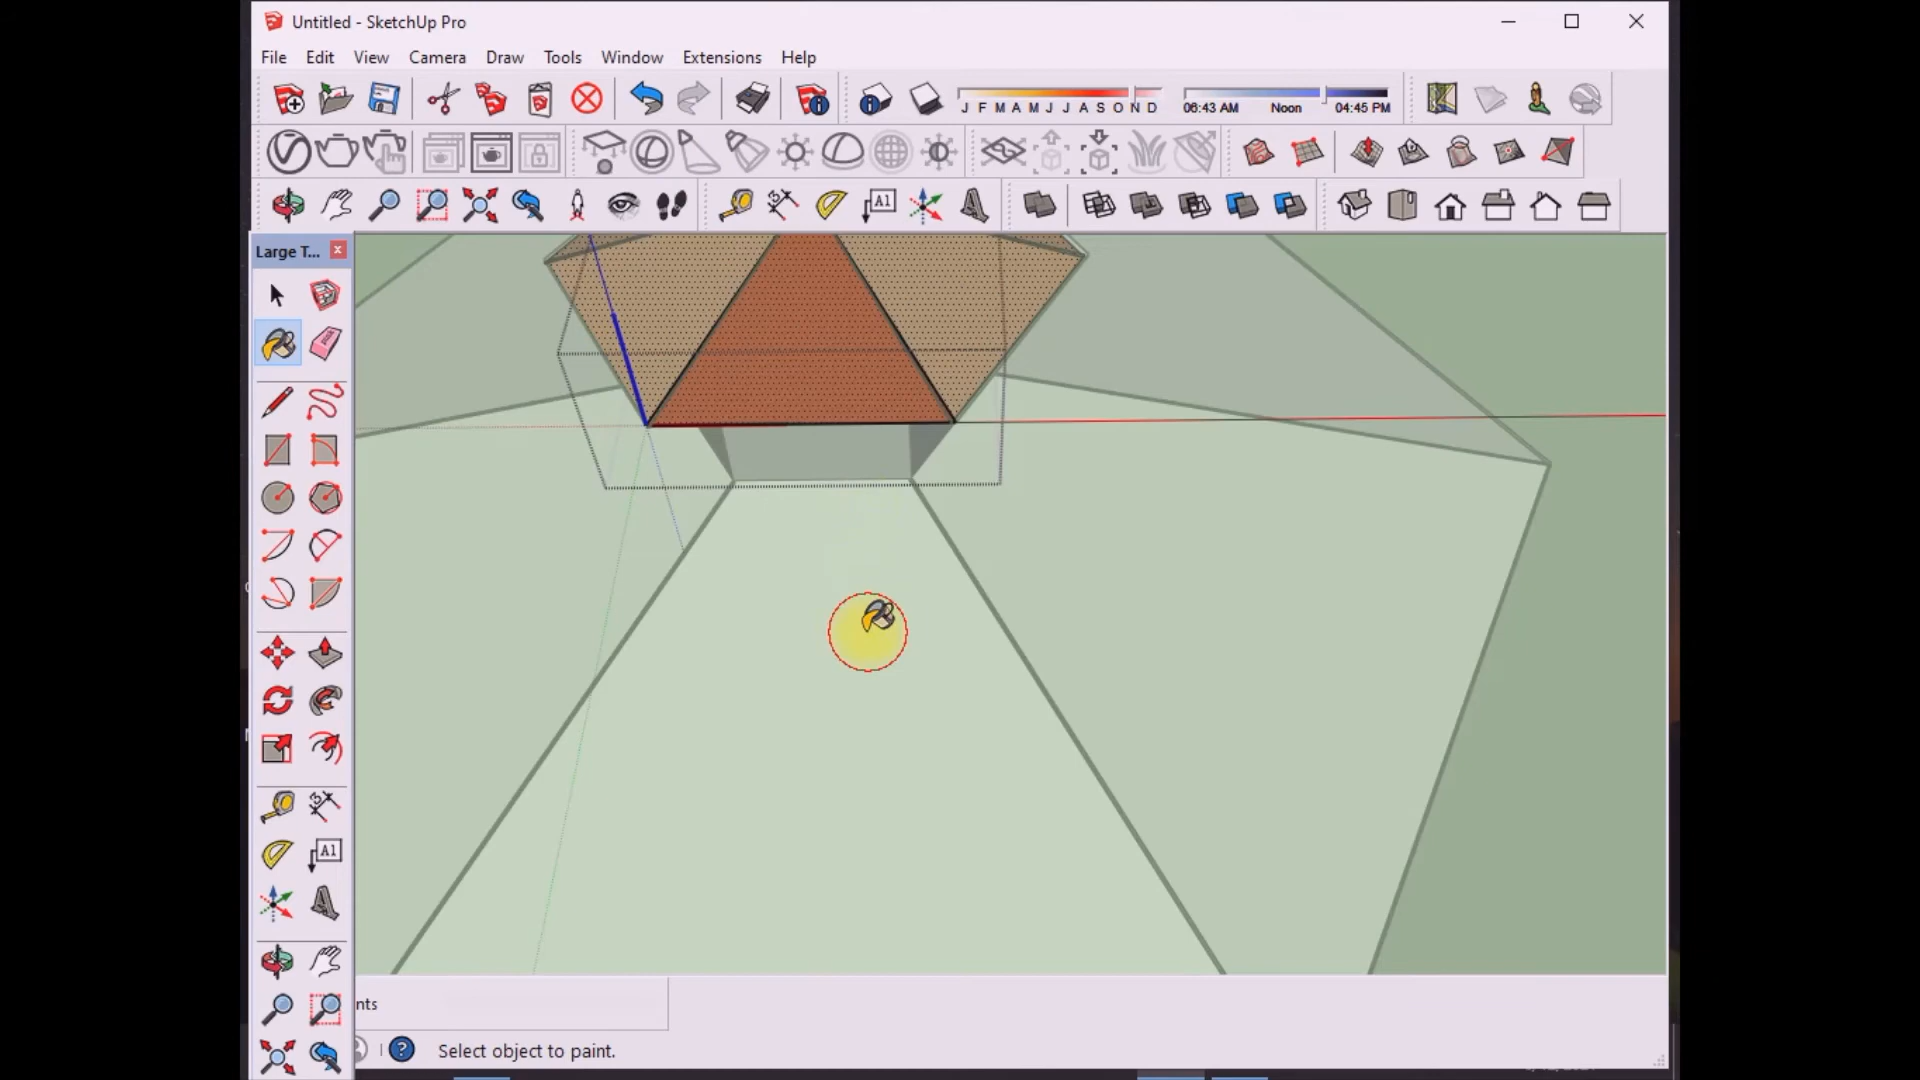 Untitled - SketchUp Pro
File Edit View Camera Draw Tools Window Extensions Help
J F M A M J J A S O N D 06:43 AM Noon 04:45 PM
A1
Large T...
A1
nts
Select object to paint.